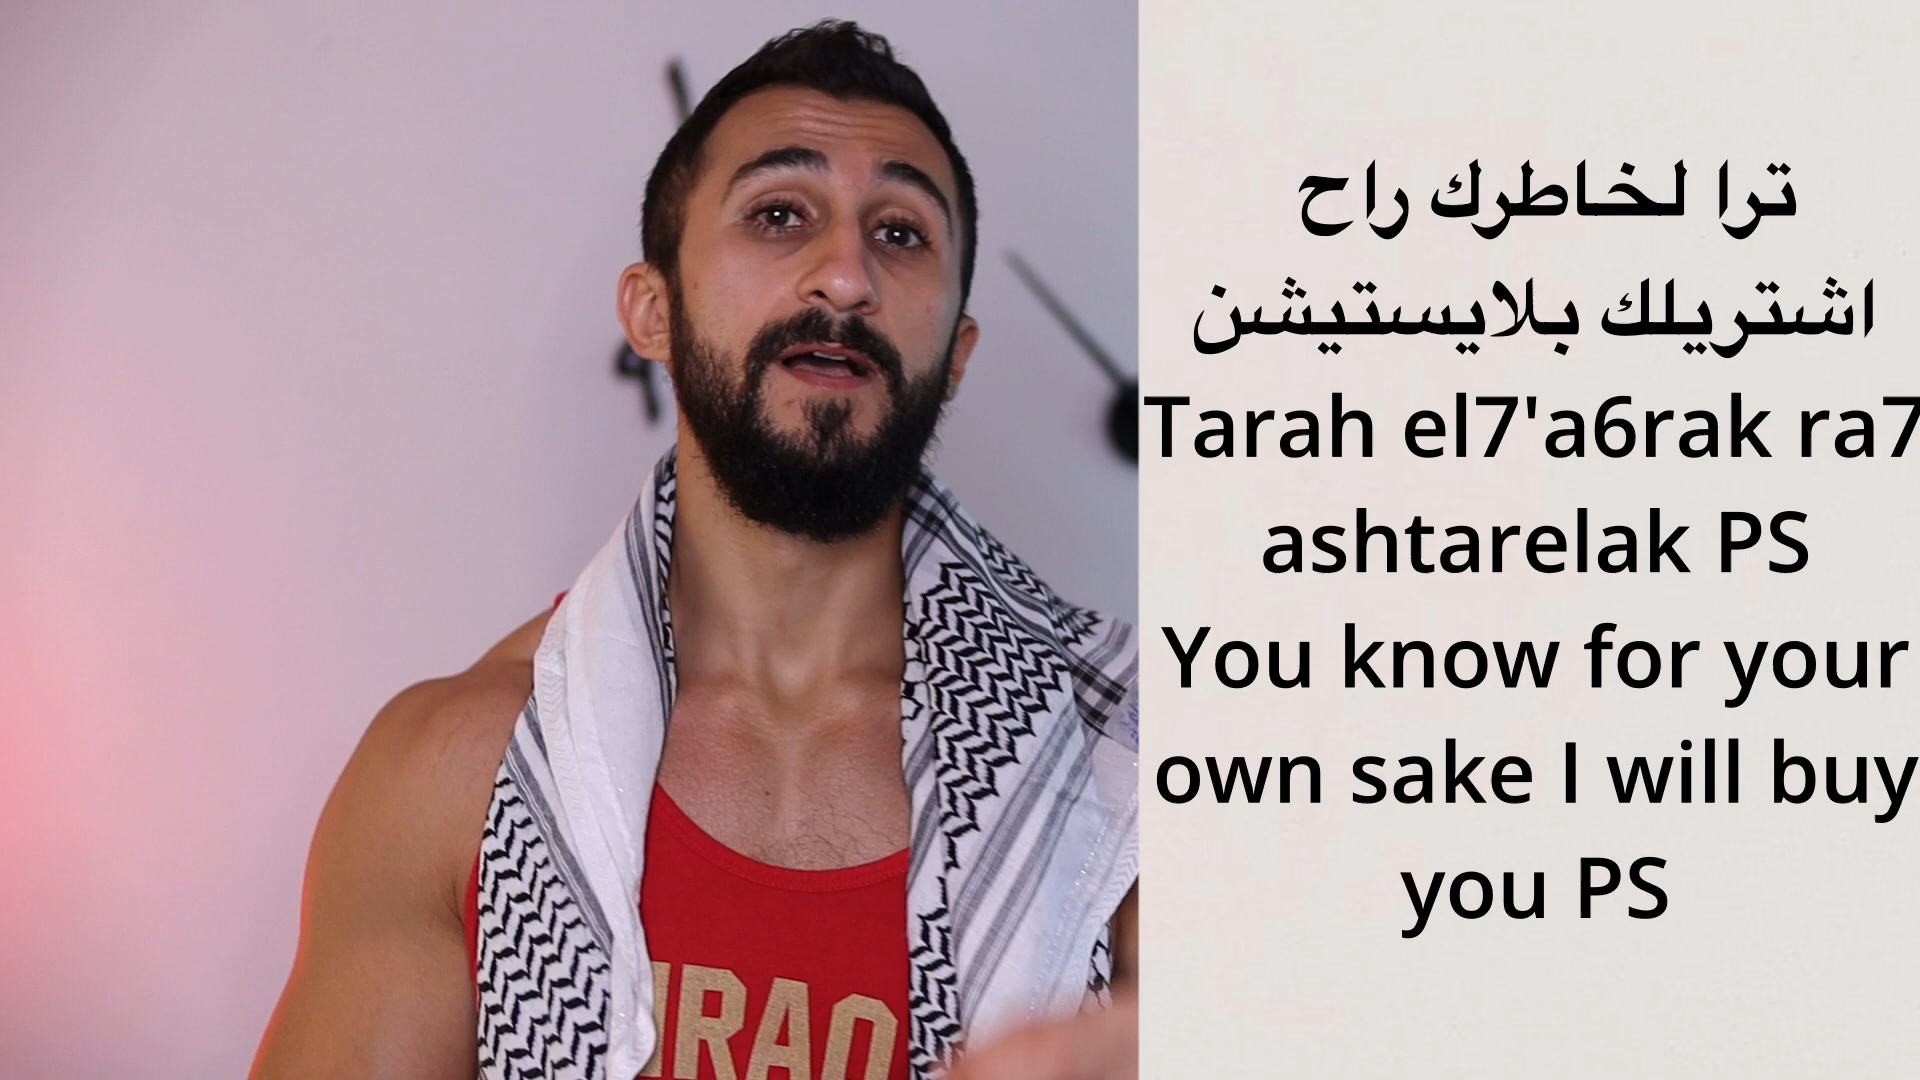 ترا لخاطرك راح
اشتريلك بلايستيشن
Tarah el7'a6rak ra7
ashtarelak PS
You know for your
own sake I will buy
you PS
IRAQ